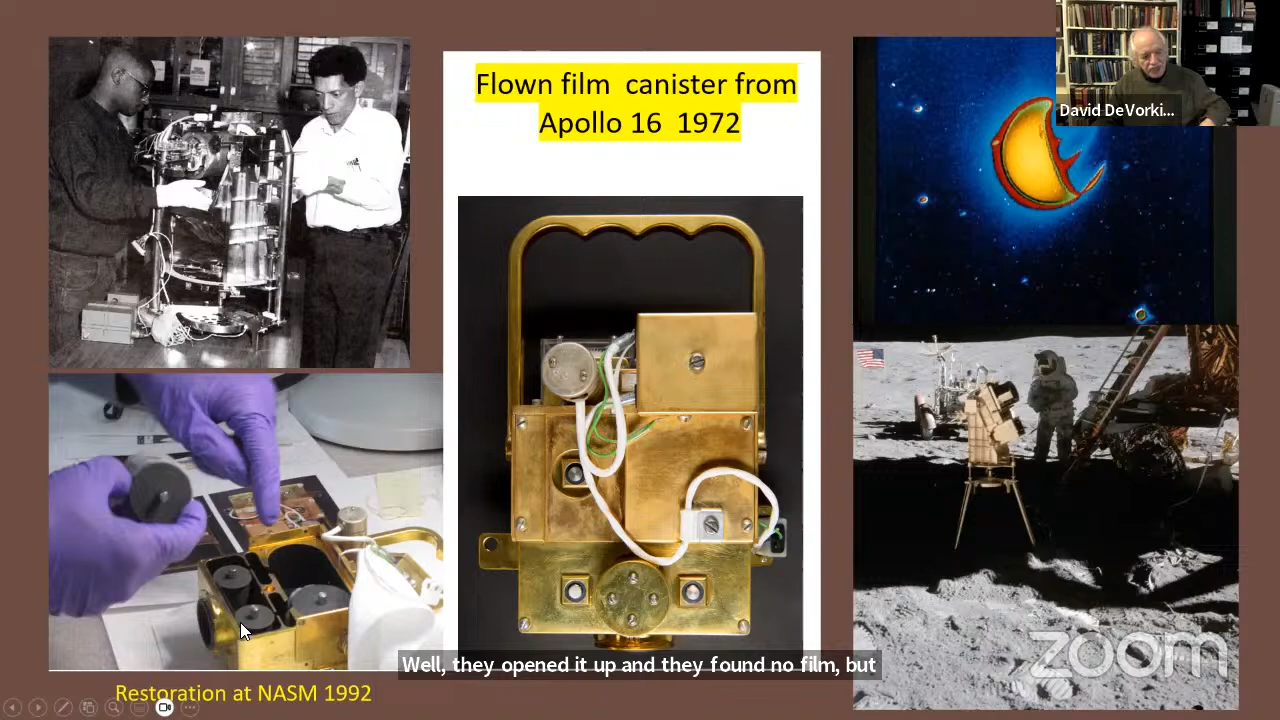 Flown film canister from
Apollo 16 1972
David DeVorki...
Well, they opened it up and they found no film, but
zoom
Restoration at NASM 1992